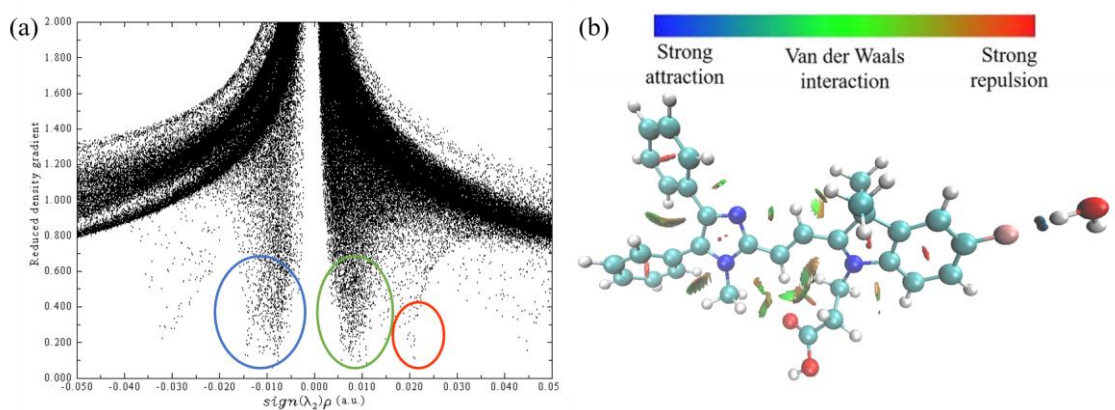 (a)
2.000
1.800
1.600
1.400
1.200
1.000
0.800
0.600
0.400
0.200
0.000
Reduced density gradient
-0.050 -0.040 -0.030 -0.020 -0.010 0.000 0.010 0.020 0.030 0.040 0.05
sign(λ₂)ρ (a.u.)
(b)
Strong attraction
Van der Waals interaction
Strong repulsion